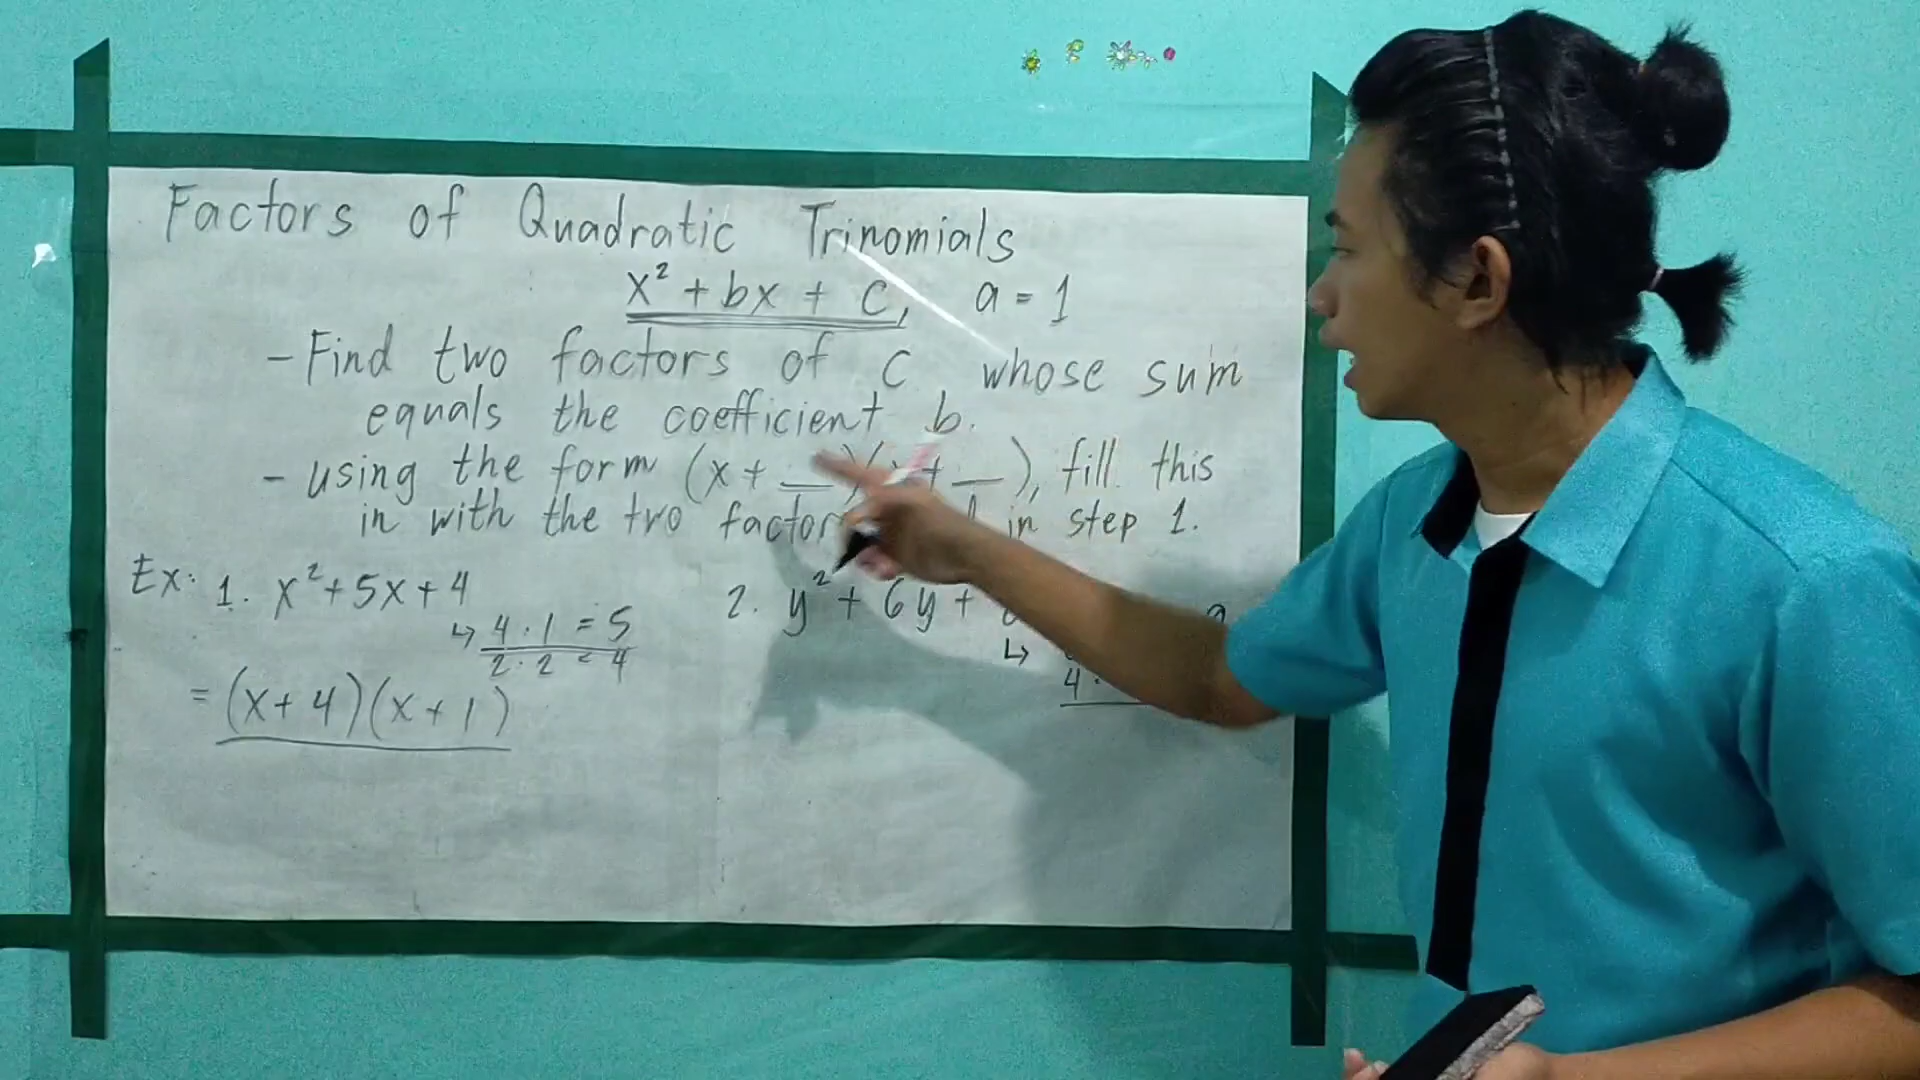 Factors of Quadratic Trinomials
x² + bx + c, a = 1
- Find two factors of c whose sum
equals the coefficient b.
- using the form (x + __)(x + __), fill this
in with the two factor in step 1.
Ex: 1. x² + 5x + 4
↳ 4 · 1 = 5
2 · 2 = 4
= (x + 4)(x + 1)
2. y² + 6y +
↳
4 ·